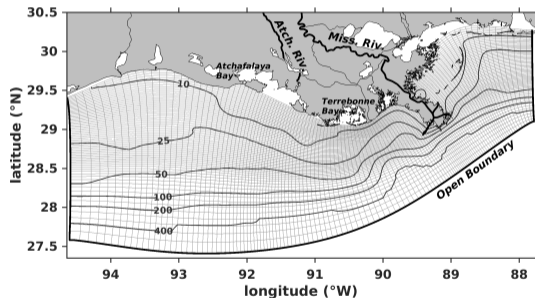 30.5
30
29.5
29
28.5
28
27.5
latitude (°N)
Miss. Riv.
Atch. Riv.
Atchafalaya
Bay
Terrebonne
Bay
10
25
50
100
200
400
Open Boundary
94
93
92
91
90
89
88
longitude (°W)